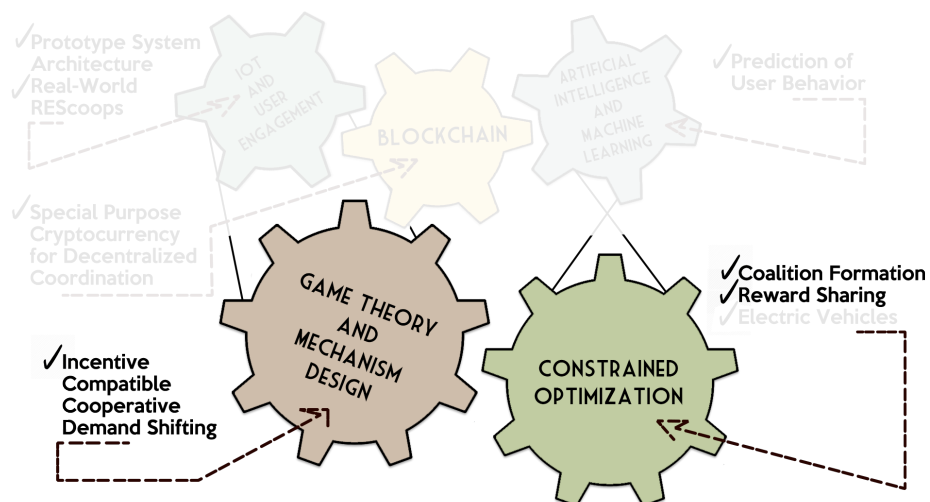 ✓Prototype System
Architecture
✓Real-World
REScoops
IOT
AND
USER
ENGAGEMENT
BLOCKCHAIN
ARTIFICIAL
INTELLIGENCE
AND
MACHINE
LEARNING
✓Prediction of
User Behavior
✓Special Purpose
Cryptocurrency
for Decentralized
Coordination
GAME THEORY
AND
MECHANISM
DESIGN
✓Coalition Formation
✓Reward Sharing
✓Electric Vehicles
✓Incentive
Compatible
Cooperative
Demand Shifting
CONSTRAINED
OPTIMIZATION